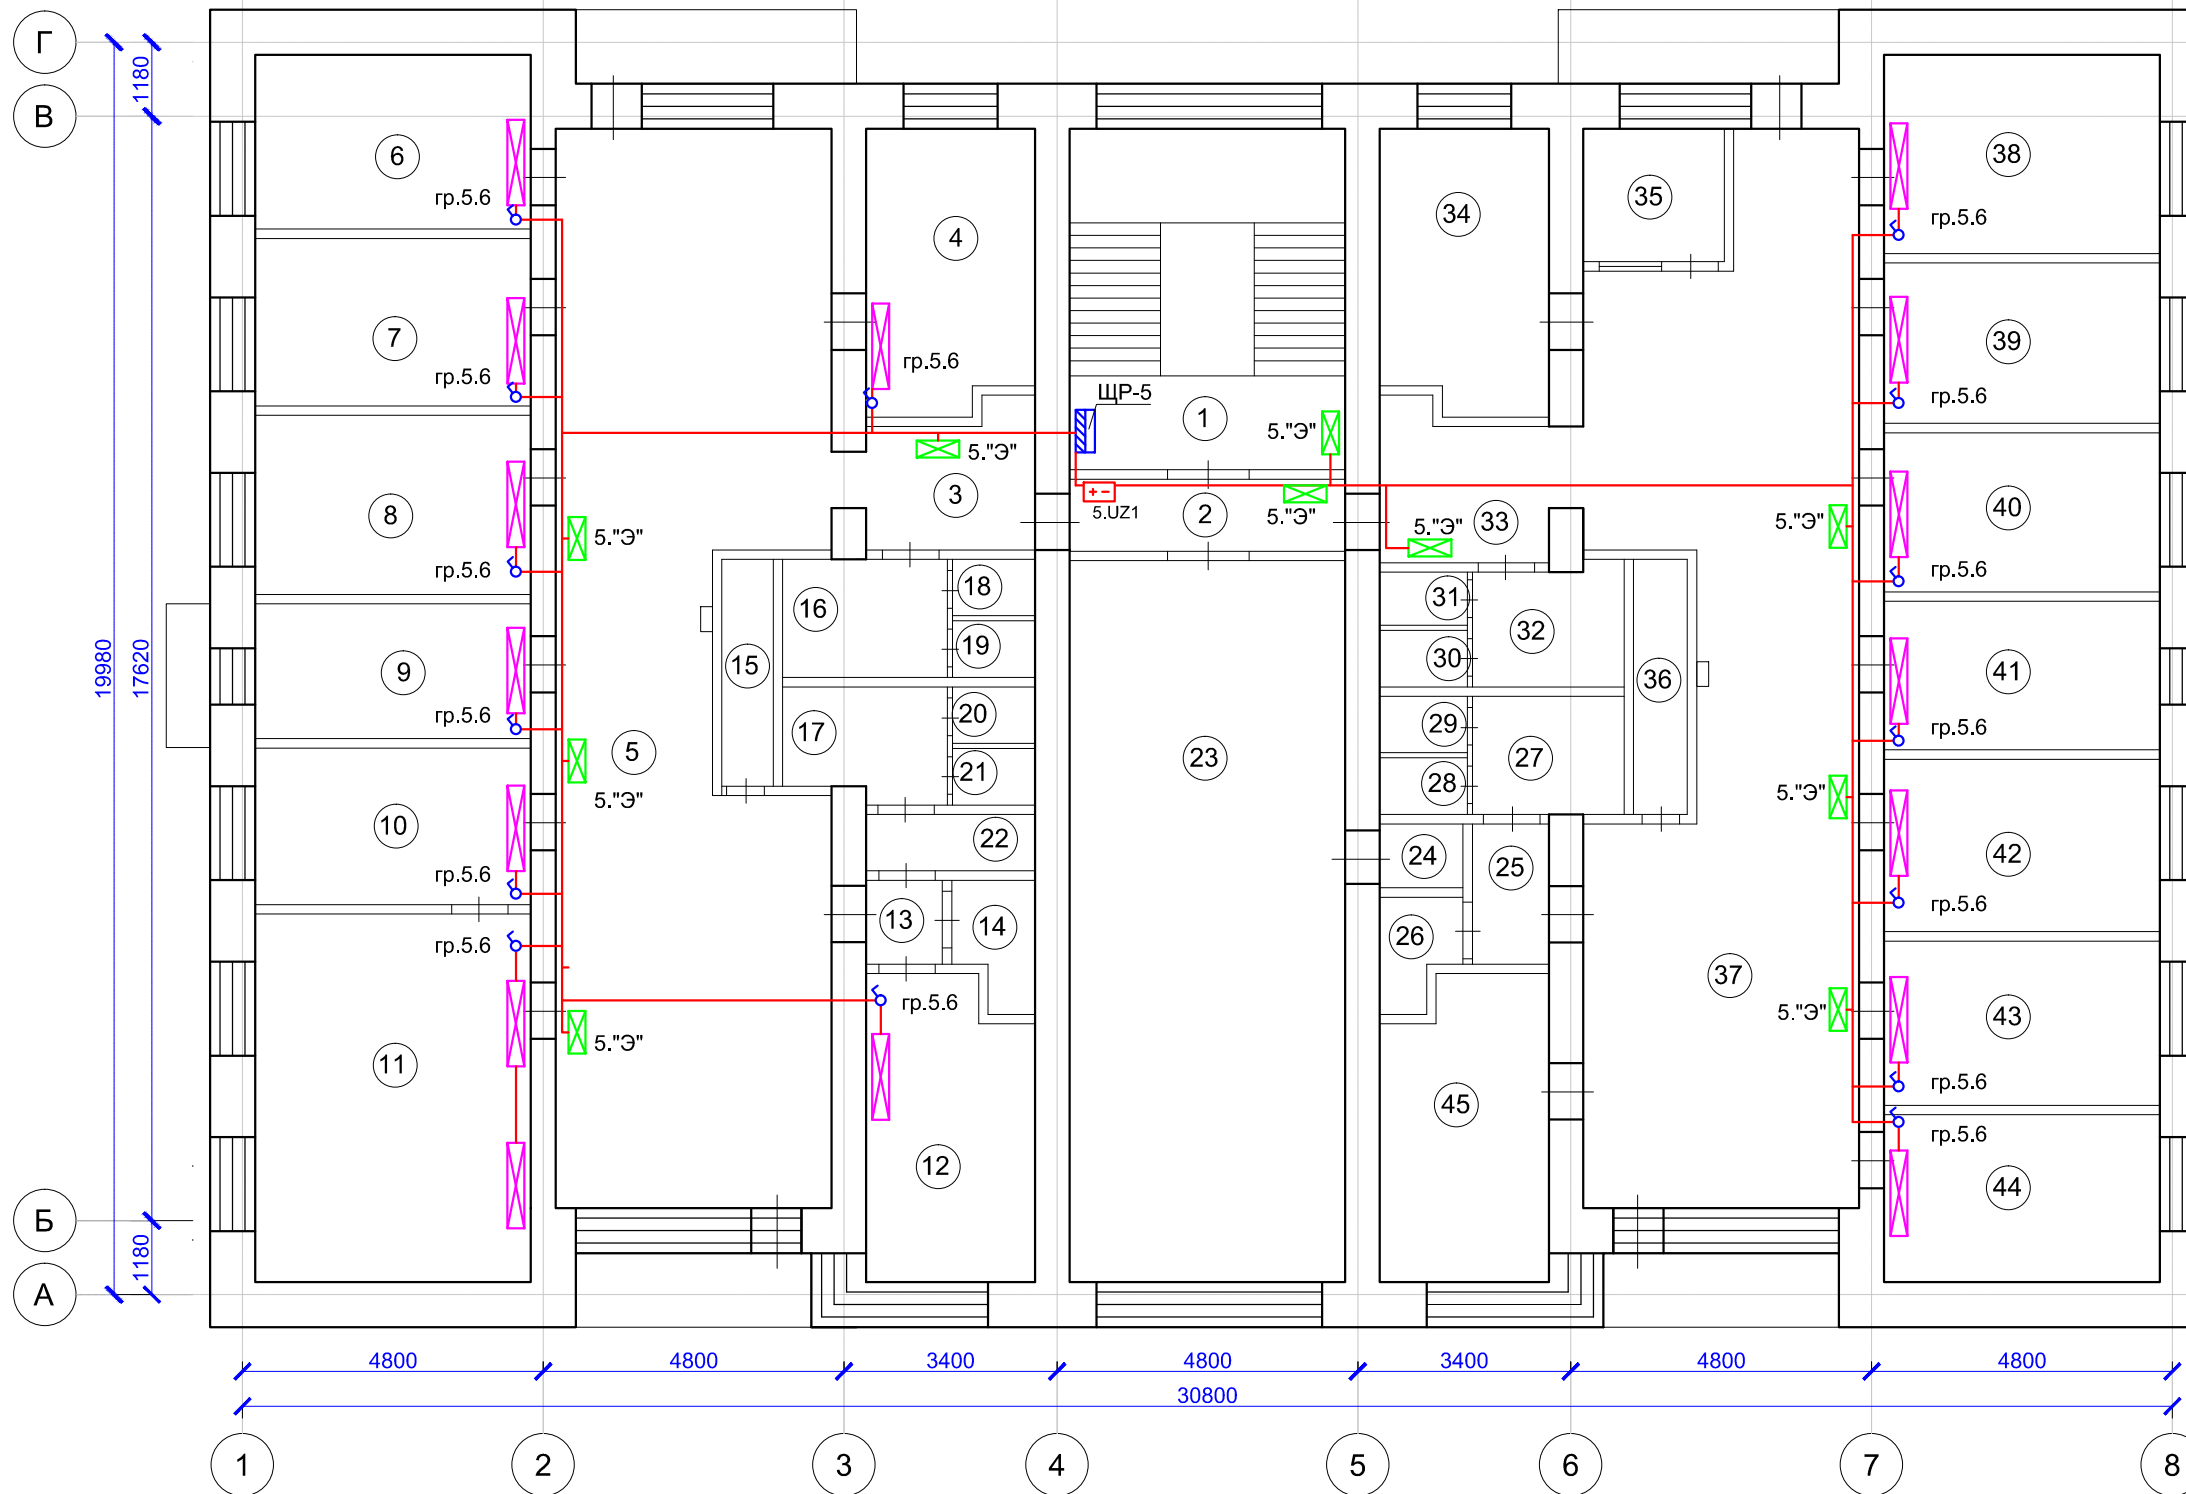 Г
1180
В
6
38
35
гр.5.6
34
гр.5.6
4
7
39
гр.5.6
гр.5.6
гр.5.6
ЩР-5
1
5."Э"
5."Э"
3
8
5.UZ1
2
5."Э"
5."Э"
33
5."Э"
40
5."Э"
гр.5.6
гр.5.6
18
31
16
32
19
15
30
36
9
41
19980
17620
гр.5.6
20
29
17
5
23
27
гр.5.6
21
28
5."Э"
5."Э"
10
22
24
25
42
гр.5.6
гр.5.6
13
14
26
гр.5.6
37
гр.5.6
5."Э"
43
5."Э"
11
гр.5.6
45
гр.5.6
12
44
Б
1180
А
4800
4800
3400
4800
3400
4800
4800
30800
1
2
3
4
5
6
7
8